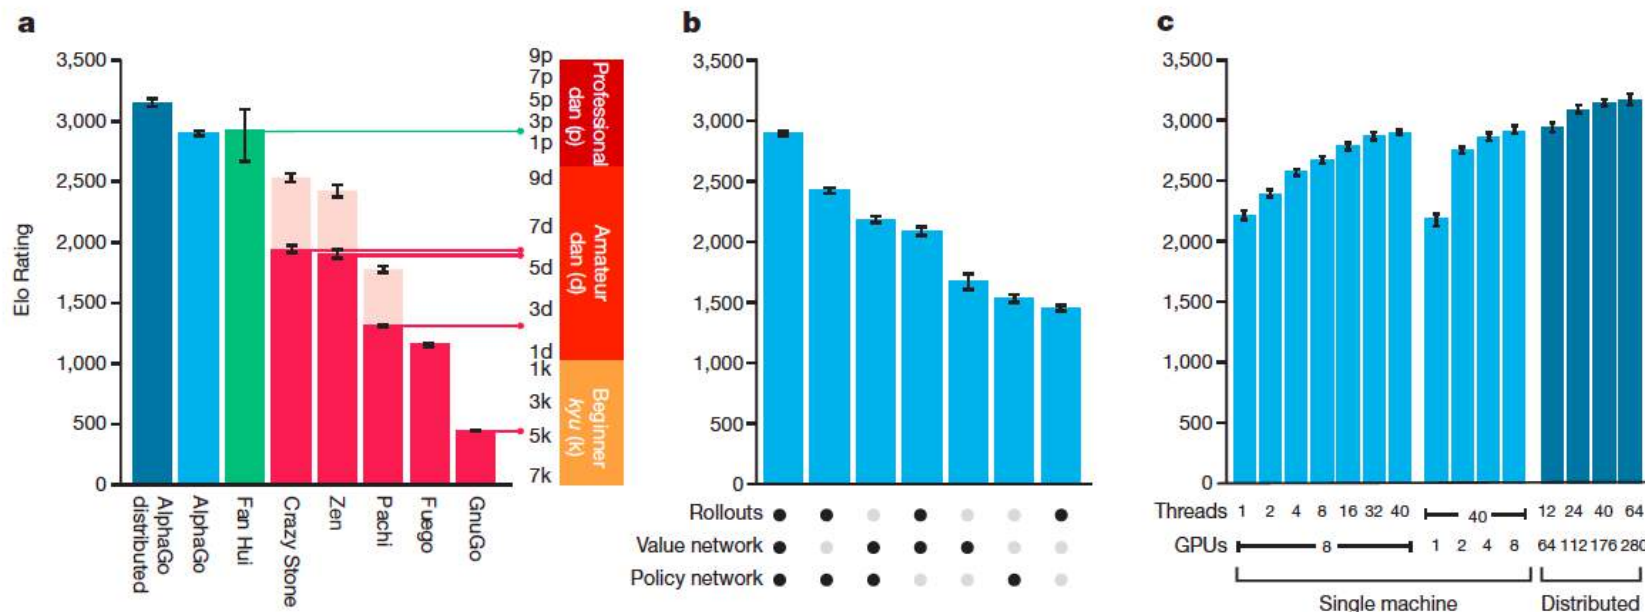 a
Elo Rating
3,500
3,000
2,500
2,000
1,500
1,000
500
0
AlphaGo distributed
AlphaGo
Fan Hui
Crazy Stone
Zen
Pachi
Fuego
GnuGo
9p
7p
5p
3p
1p
9d
7d
5d
3d
1d
1k
3k
5k
7k
Professional
dan (p)
Amateur
dan (d)
Beginner
kyu (k)
b
3,500
3,000
2,500
2,000
1,500
1,000
500
0
Rollouts
Value network
Policy network
c
3,500
3,000
2,500
2,000
1,500
1,000
500
0
Threads 1 2 4 8 16 32 40 40 12 24 40 64
GPUs 8 1 2 4 8 64 112 176 280
Single machine Distributed